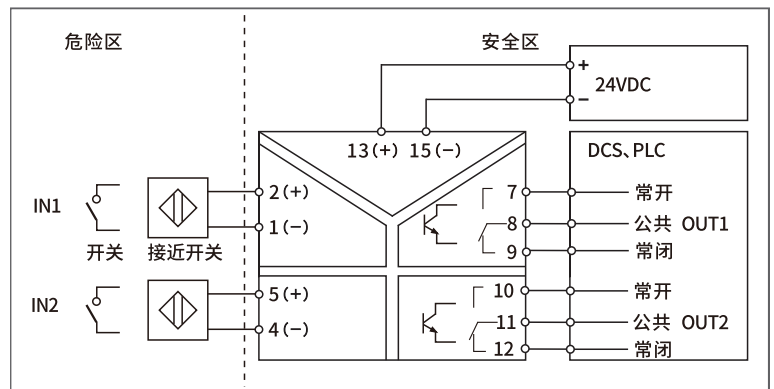 危险区
安全区
+
24VDC
−
13(+) 15(−)
DCS、PLC
2(+)
7
常开
IN1
1(−)
8
公共 OUT1
开关
接近开关
9
常闭
5(+)
10
常开
IN2
4(−)
11
公共 OUT2
12
常闭